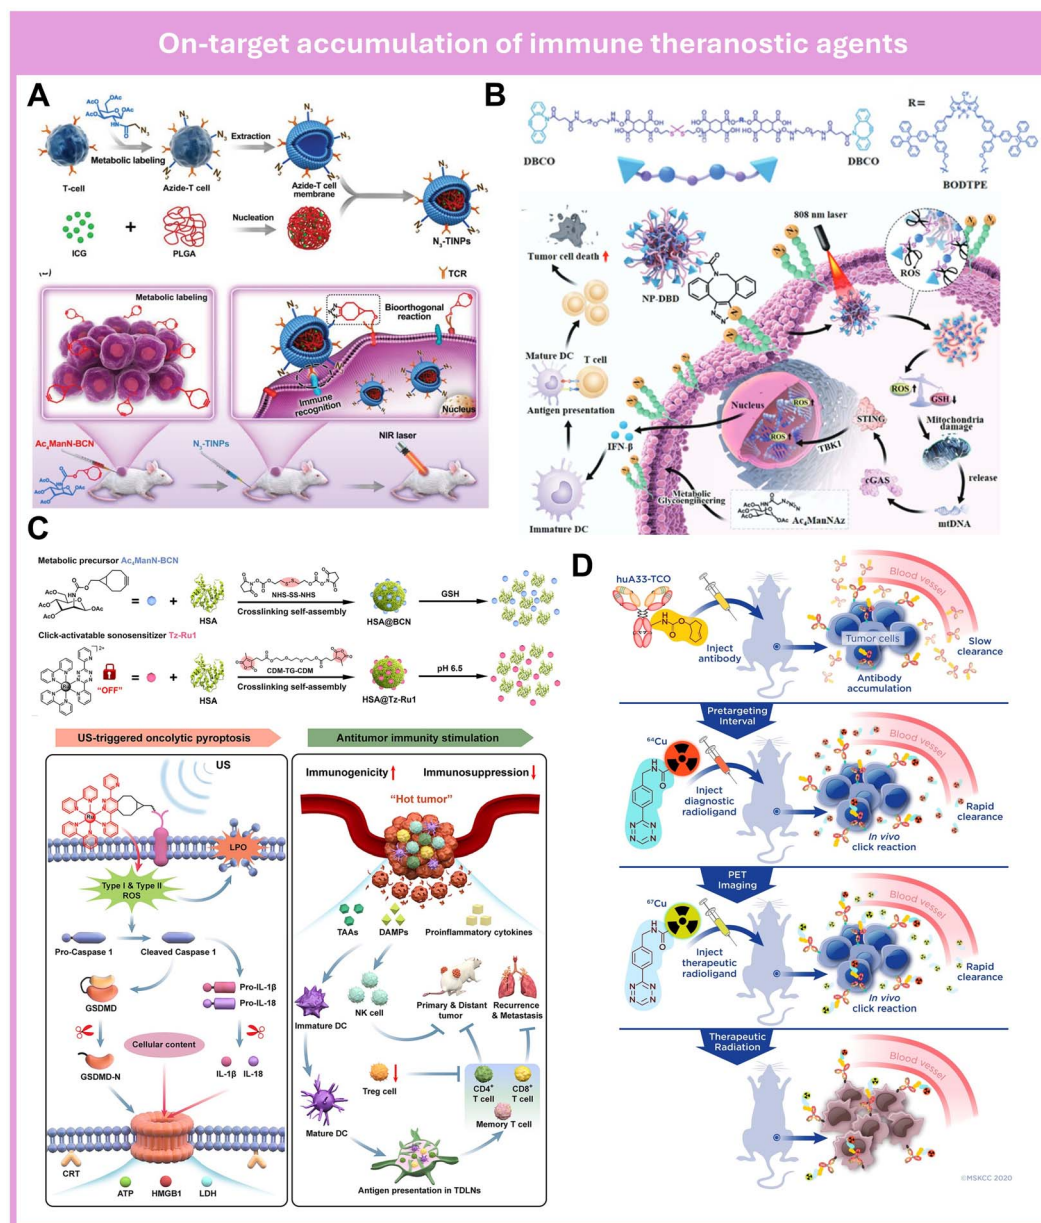 On-target accumulation of immune theranostic agents
A
OAc
AcO
AcO
OAc
HN
O
N₃
Metabolic labeling
T-cell
Azide-T cell
Extraction
Azide-T cell
membrane
N₃
ICG
+
PLGA
Nucleation
N₃-TINPs
TCR
Metabolic labeling
Bioorthogonal
reaction
Immune
recognition
Nucleus
Ac₄ManN-BCN
N₃-TINPs
NIR laser
B
DBCO
DBCO
R=
BODTPE
Tumor cell death
NP-DBD
808 nm laser
ROS
Mature DC
T cell
Antigen presentation
Nucleus
ROS
ROS
IFN-β
TBK1
STING
ROS
GSH
Mitochondria
damage
release
cGAS
mtDNA
Immature DC
Metabolic
Glycoengineering
Ac₄ManNAz
C
Metabolic precursor Ac₄ManN-BCN
= +
HSA
NHS-SS-NHS
Crosslinking self-assembly
HSA@BCN
GSH
Click-activatable sonosensitizer Tz-Ru1
2+
"OFF"
= +
HSA
CDM-TG-CDM
Crosslinking self-assembly
HSA@Tz-Ru1
pH 6.5
US-triggered oncolytic pyroptosis
US
Ru
LPO
Type I & Type II
ROS
Pro-Caspase 1
Cleaved Caspase 1
GSDMD
Pro-IL-1β
Pro-IL-18
Cellular content
GSDMD-N
IL-1β
IL-18
CRT
ATP
HMGB1
LDH
Antitumor immunity stimulation
Immunogenicity
Immunosuppression
"Hot tumor"
TAAs
DAMPs
Proinflammatory cytokines
Immature DC
NK cell
Primary & Distant
tumor
Recurrence
& Metastasis
Treg cell
CD4⁺
T cell
CD8⁺
T cell
Memory T cell
Mature DC
Antigen presentation in TDLNs
D
huA33-TCO
Inject
antibody
Tumor cells
Antibody
accumulation
Blood vessel
Slow
clearance
Pretargeting
Interval
⁶⁴Cu
Inject
diagnostic
radioligand
In vivo
click reaction
Blood vessel
Rapid
clearance
PET
Imaging
⁶⁷Cu
Inject
therapeutic
radioligand
In vivo
click reaction
Blood vessel
Rapid
clearance
Therapeutic
Radiation
Blood vessel
©MSKCC 2020